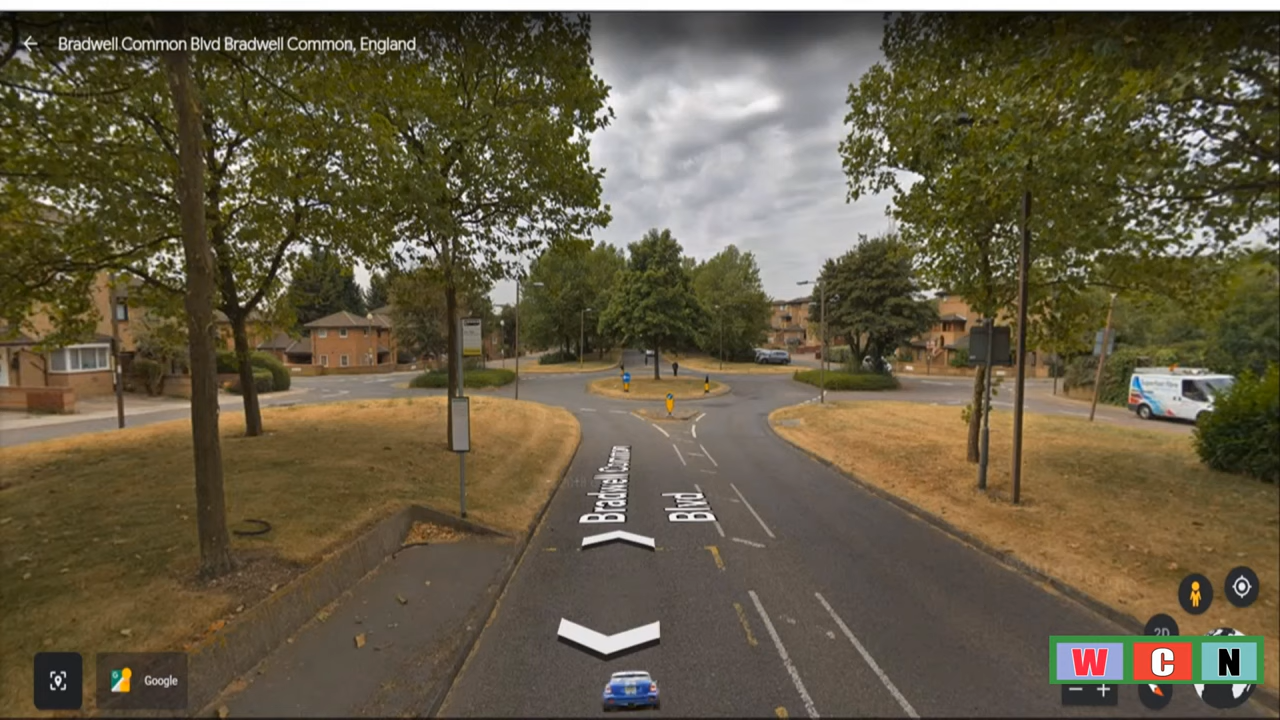 Bradwell Common Blvd Bradwell Common, England
Bradwell Common
Blvd
2D
Google
W C N